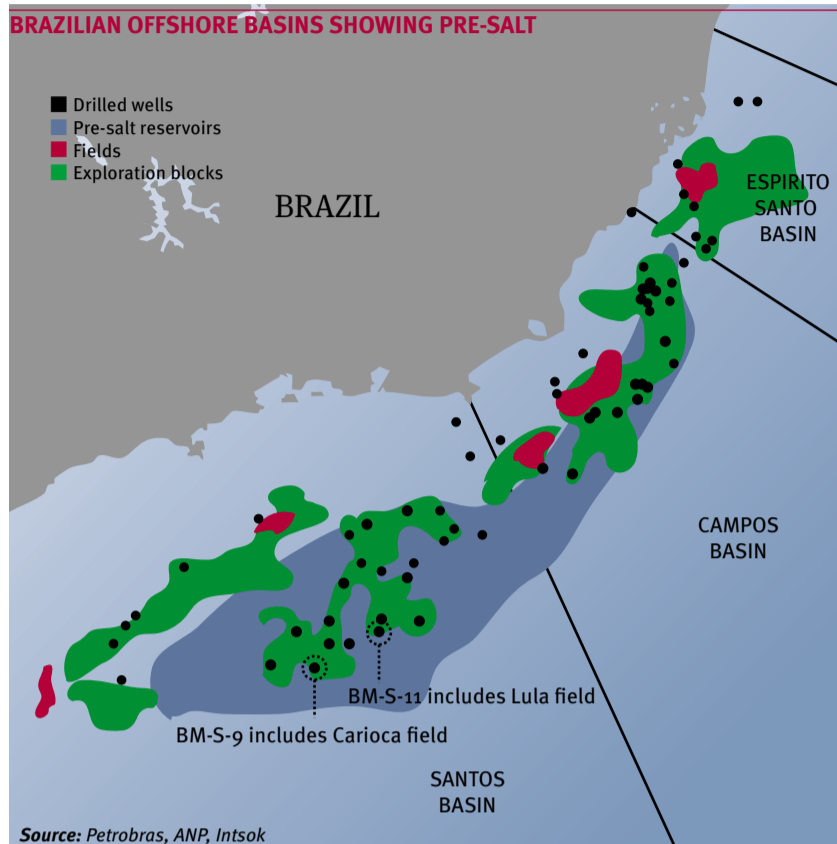 BRAZILIAN OFFSHORE BASINS SHOWING PRE-SALT
Drilled wells
Pre-salt reservoirs
Fields
Exploration blocks
BRAZIL
ESPIRITO
SANTO
BASIN
CAMPOS
BASIN
BM-S-11 includes Lula field
BM-S-9 includes Carioca field
SANTOS
BASIN
Source: Petrobras, ANP, Intsok